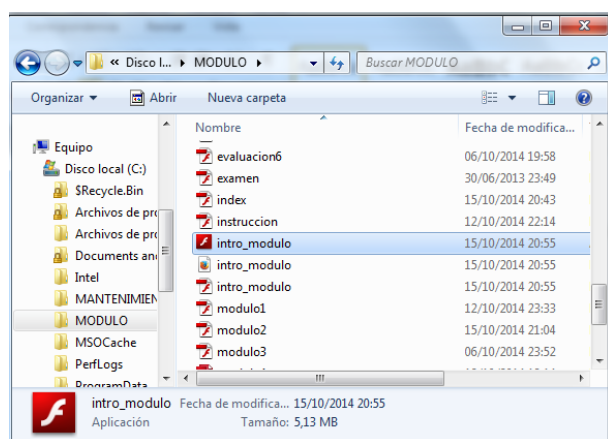 « Disco l... ▸ MODULO ▸ Buscar MODULO
Organizar Abrir Nueva carpeta
Nombre Fecha de modifica...
Equipo
Disco local (C:)
$Recycle.Bin
Archivos de pro
Archivos de pro
Documents an
Intel
MANTENIMIEN
MODULO
MSOCache
PerfLogs
ProgramData
evaluacion6 06/10/2014 19:58
examen 30/06/2013 23:49
index 15/10/2014 20:43
instruccion 12/10/2014 22:14
intro_modulo 15/10/2014 20:55
intro_modulo 15/10/2014 20:55
intro_modulo 15/10/2014 20:55
modulo1 12/10/2014 23:33
modulo2 15/10/2014 21:04
modulo3 06/10/2014 23:52
intro_modulo Fecha de modifica... 15/10/2014 20:55
Aplicación Tamaño: 5,13 MB